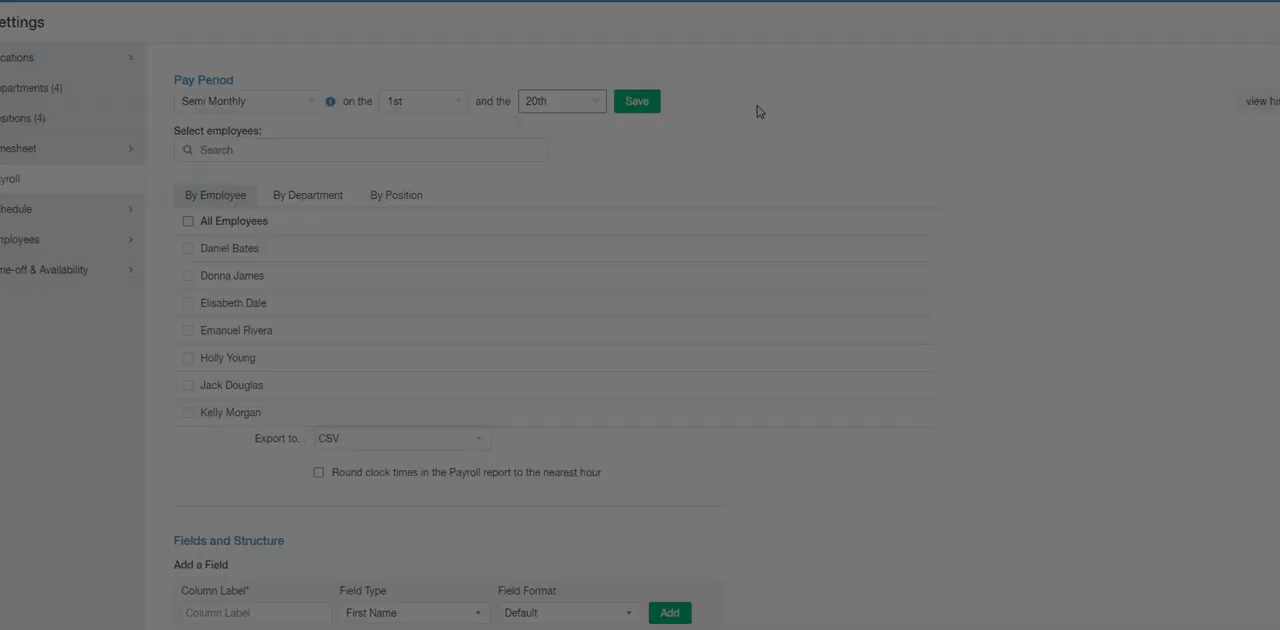 ettings
cations
partments (4)
sitions (4)
mesheet
yroll
hedule
mployees
me-off & Availability
Pay Period
Semi Monthly on the 1st and the 20th Save
view his
Select employees:
Search
By Employee By Department By Position
All Employees
Daniel Bates
Donna James
Elisabeth Dale
Emanuel Rivera
Holly Young
Jack Douglas
Kelly Morgan
Export to... CSV
Round clock times in the Payroll report to the nearest hour
Fields and Structure
Add a Field
Column Label* Field Type Field Format
Column Label First Name Default Add